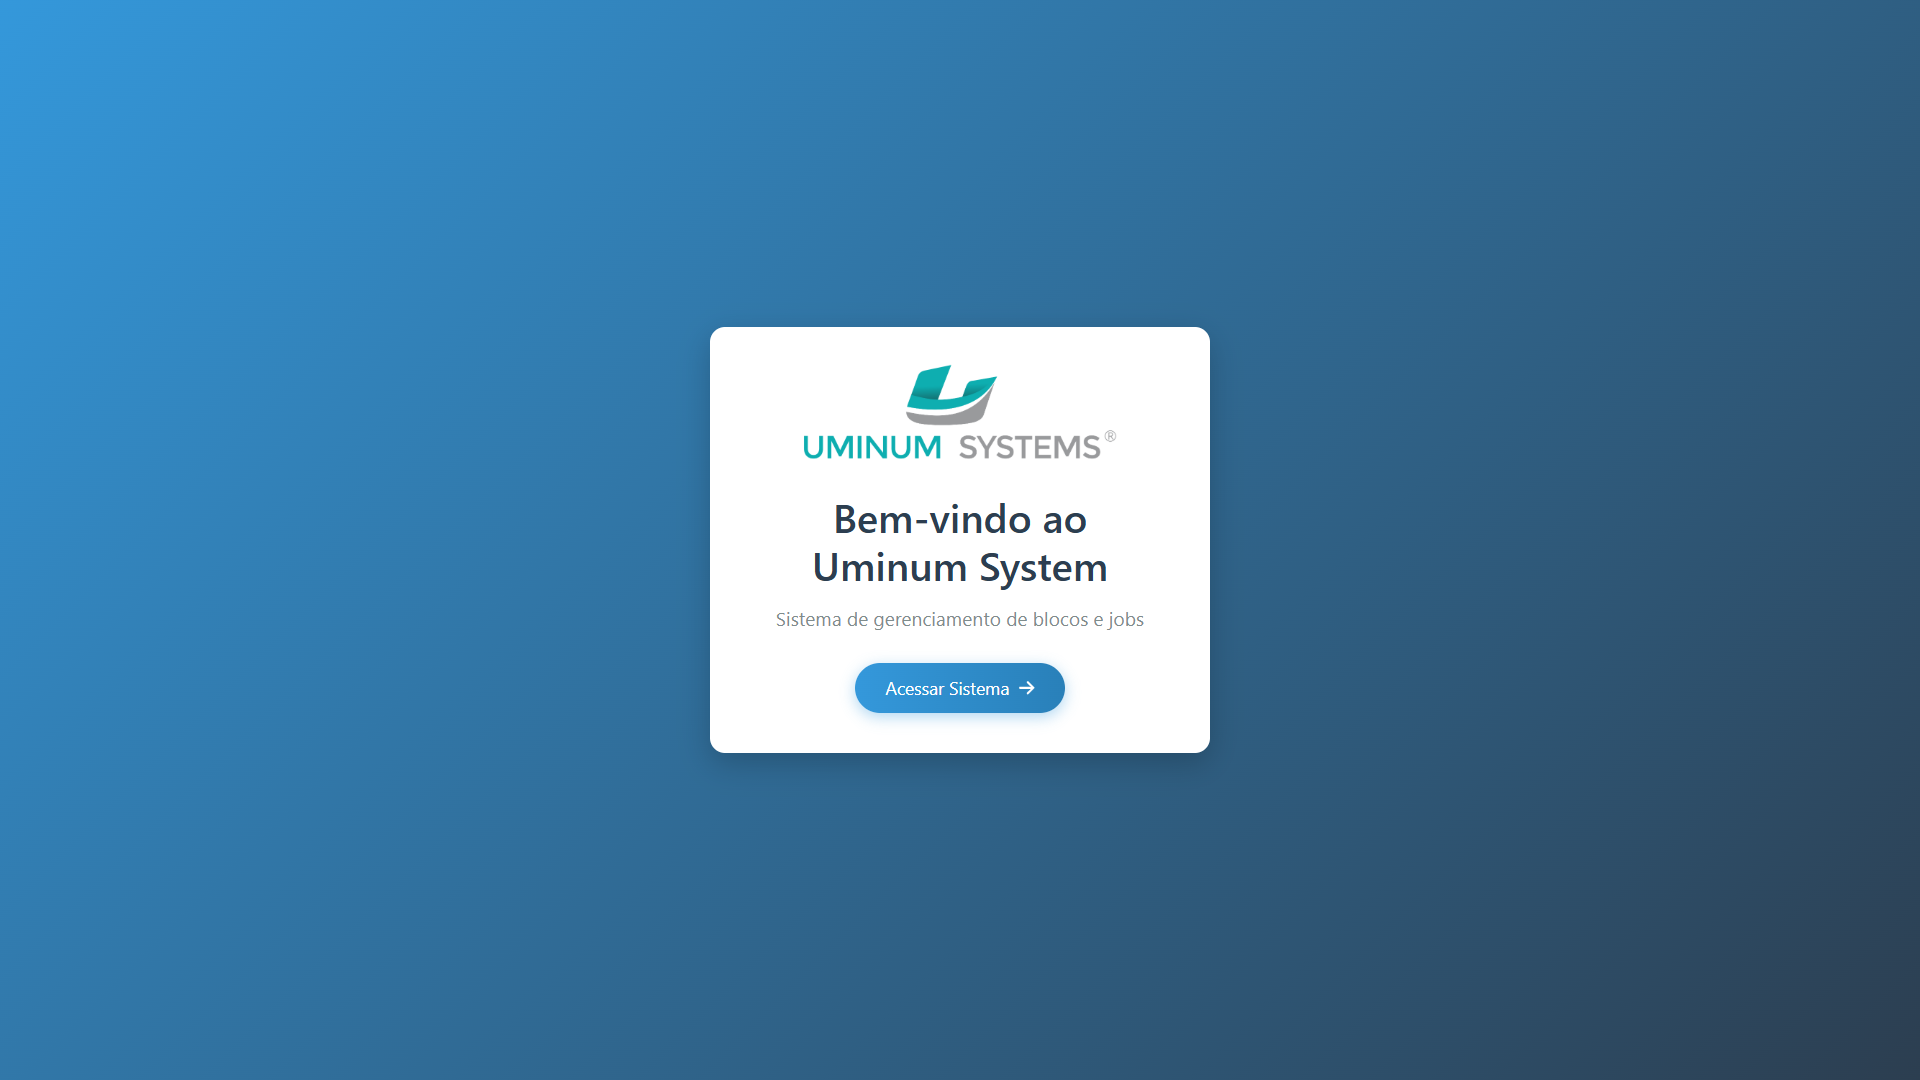 UMINUM SYSTEMS®
Bem-vindo ao
Uminum System
Sistema de gerenciamento de blocos e jobs
Acessar Sistema →